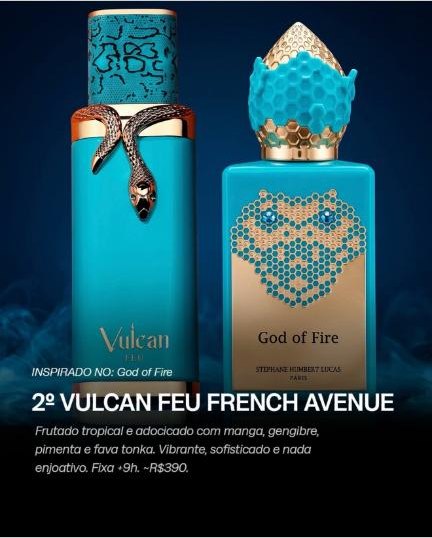 Vulcan
FEU
God of Fire
STEPHANE HUMBERT LUCAS
PARIS
INSPIRADO NO: God of Fire
2º VULCAN FEU FRENCH AVENUE
Frutado tropical e adocicado com manga, gengibre,
pimenta e fava tonka. Vibrante, sofisticado e nada
enjoativo. Fixa +9h. ~R$390.